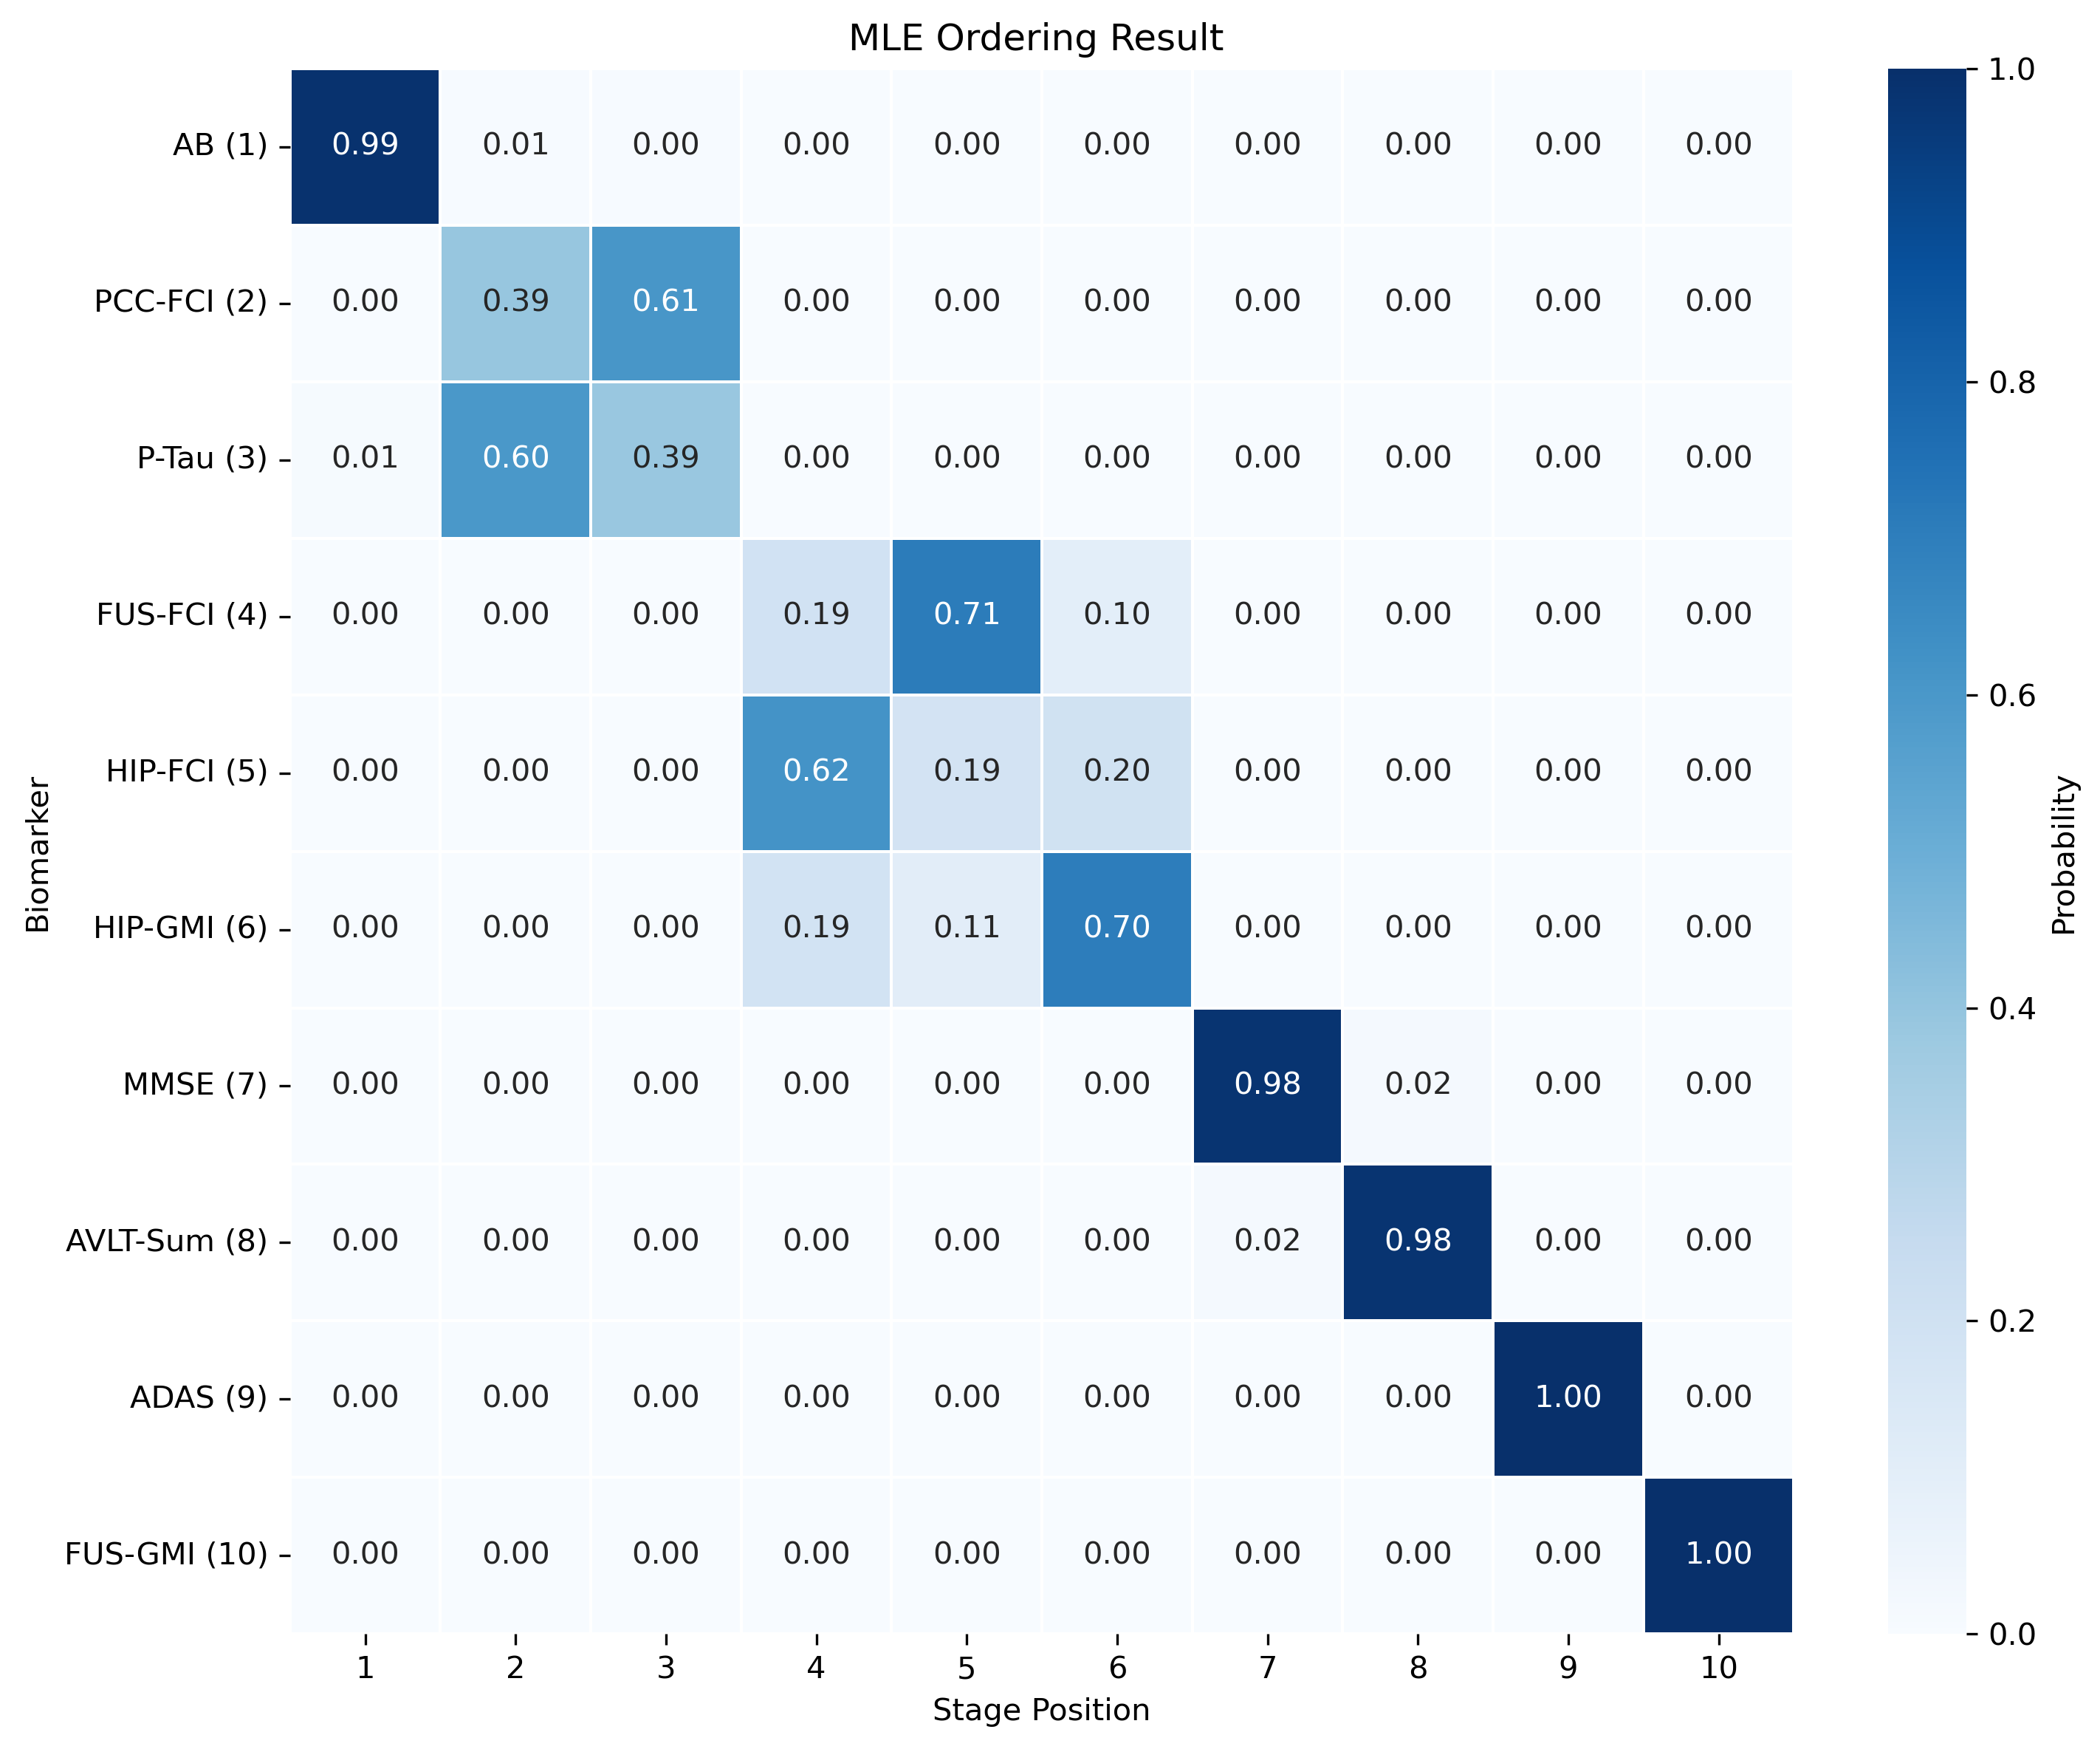 MLE Ordering Result
AB (1) 0.99 0.01 0.00 0.00 0.00 0.00 0.00 0.00 0.00 0.00
PCC-FCI (2) 0.00 0.39 0.61 0.00 0.00 0.00 0.00 0.00 0.00 0.00
P-Tau (3) 0.01 0.60 0.39 0.00 0.00 0.00 0.00 0.00 0.00 0.00
FUS-FCI (4) 0.00 0.00 0.00 0.19 0.71 0.10 0.00 0.00 0.00 0.00
HIP-FCI (5) 0.00 0.00 0.00 0.62 0.19 0.20 0.00 0.00 0.00 0.00
HIP-GMI (6) 0.00 0.00 0.00 0.19 0.11 0.70 0.00 0.00 0.00 0.00
MMSE (7) 0.00 0.00 0.00 0.00 0.00 0.00 0.98 0.02 0.00 0.00
AVLT-Sum (8) 0.00 0.00 0.00 0.00 0.00 0.00 0.02 0.98 0.00 0.00
ADAS (9) 0.00 0.00 0.00 0.00 0.00 0.00 0.00 0.00 1.00 0.00
FUS-GMI (10) 0.00 0.00 0.00 0.00 0.00 0.00 0.00 0.00 0.00 1.00
1 2 3 4 5 6 7 8 9 10
Stage Position
Biomarker
1.0
0.8
0.6
0.4
0.2
0.0
Probability